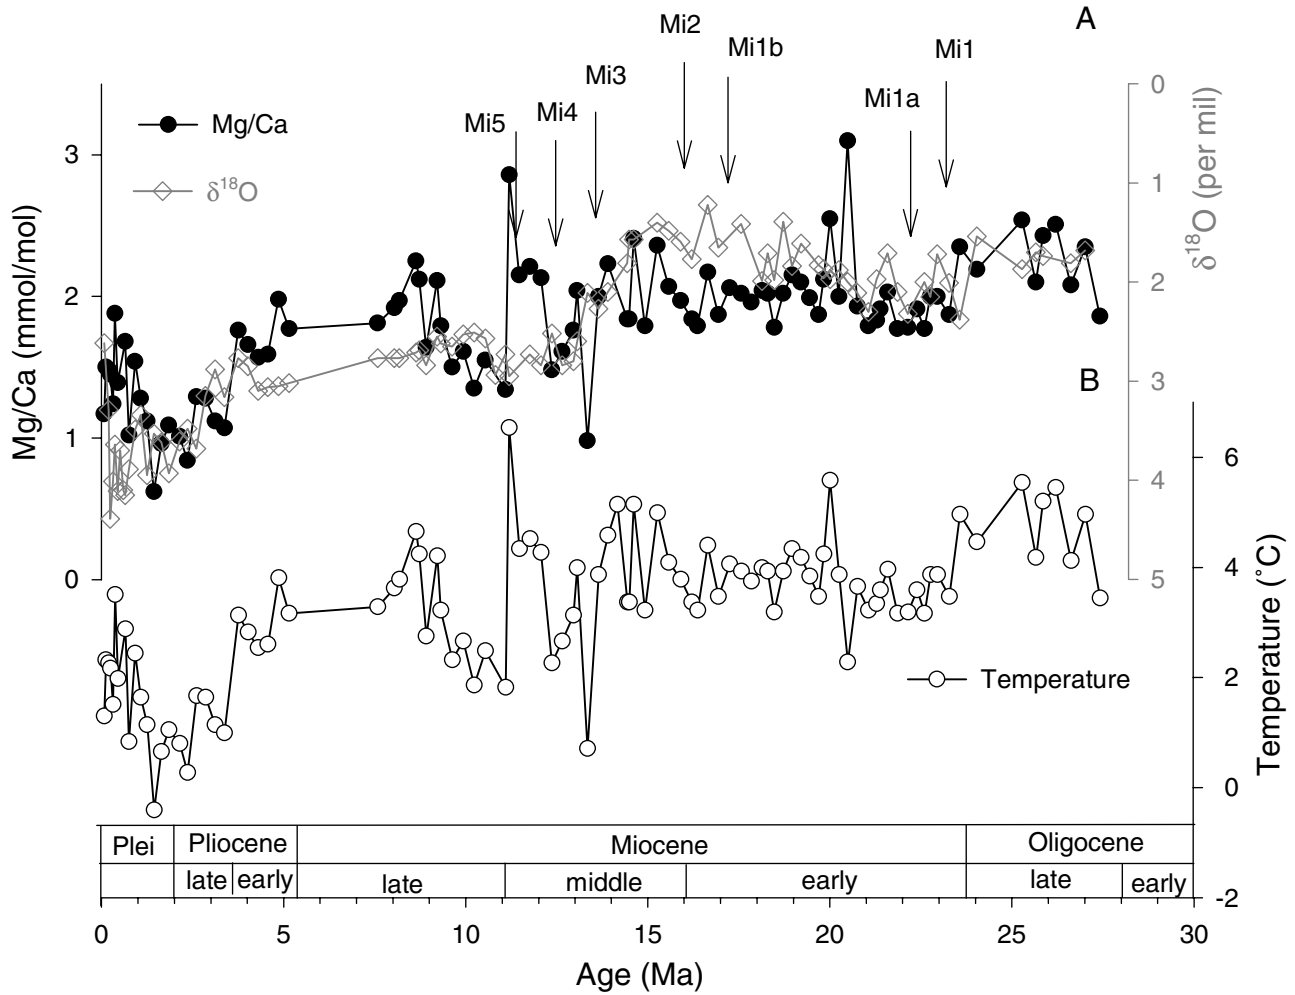 A
Mi2
Mi1b
Mi1
Mi3
Mi1a
Mi4
Mi5
Mg/Ca
δ18O
Mg/Ca (mmol/mol)
3
2
1
0
δ18O (per mil)
0
1
2
3
4
5
B
Temperature
Temperature (˚C)
6
4
2
0
-2
Plei Pliocene Miocene Oligocene
late early late middle early late early
0 5 10 15 20 25 30
Age (Ma)